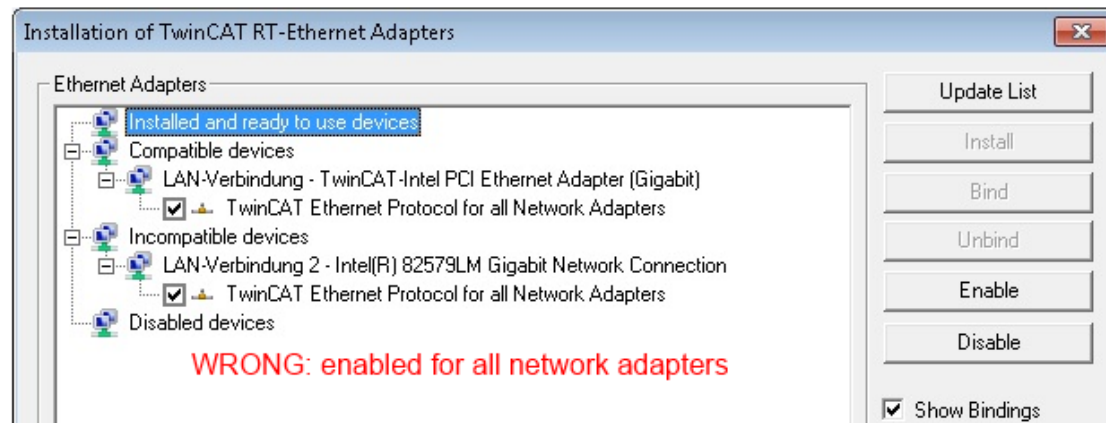 Installation of TwinCAT RT-Ethernet Adapters
Ethernet Adapters
Installed and ready to use devices
Compatible devices
LAN-Verbindung - TwinCAT-Intel PCI Ethernet Adapter (Gigabit)
TwinCAT Ethernet Protocol for all Network Adapters
Incompatible devices
LAN-Verbindung 2 - Intel(R) 82579LM Gigabit Network Connection
TwinCAT Ethernet Protocol for all Network Adapters
Disabled devices
WRONG: enabled for all network adapters
Update List
Install
Bind
Unbind
Enable
Disable
Show Bindings